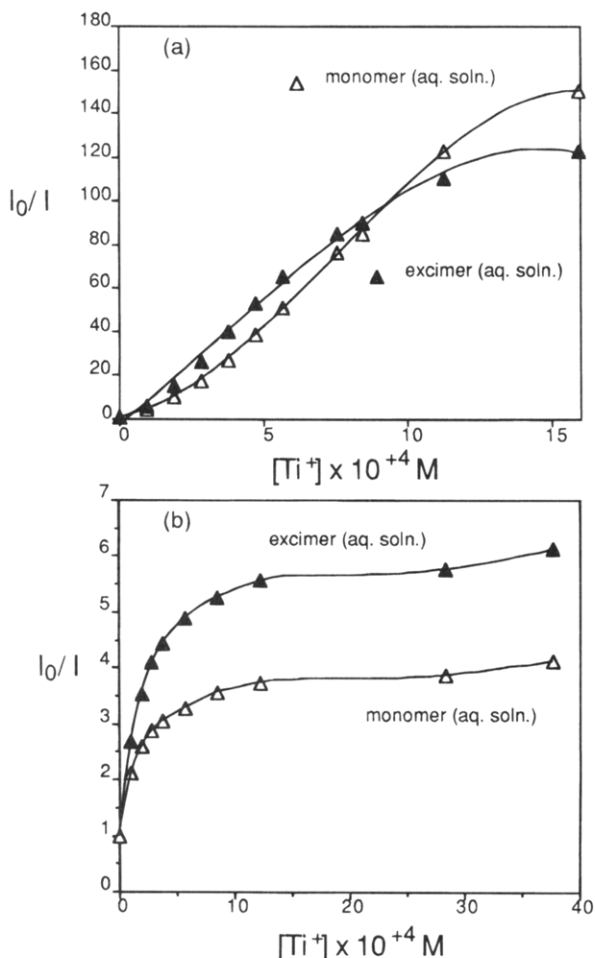 (a)
180
160
140
120
100
80
60
40
20
0
I₀/ I
monomer (aq. soln.)
excimer (aq. soln.)
0 5 10 15
[Ti⁺] x 10⁺⁴ M
(b)
7
6
5
4
3
2
1
0
I₀/ I
excimer (aq. soln.)
monomer (aq. soln.)
0 10 20 30 40
[Ti⁺] x 10⁺⁴ M